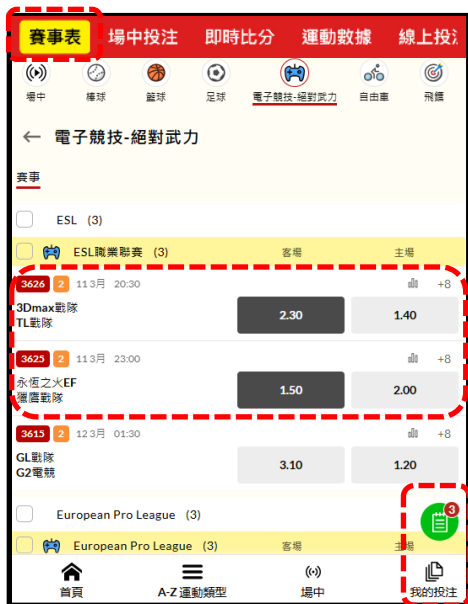 賽事表 場中投注 即時比分 運動數據 線上投
場中 棒球 籃球 足球 電子競技-絕對武力 自由車 飛鏢
← 電子競技-絕對武力
賽事
ESL (3)
ESL職業聯賽 (3) 客場 主場
3626 2 11 3月 20:30 +8
3Dmax戰隊 2.30 1.40
TL戰隊
3625 2 11 3月 23:00 +8
永恆之火EF 1.50 2.00
獵鷹戰隊
3615 2 12 3月 01:30 +8
GL戰隊 3.10 1.20
G2電競
European Pro League (3)
3
European Pro League (3) 客場 主場
首頁 A-Z 運動類型 場中 我的投注